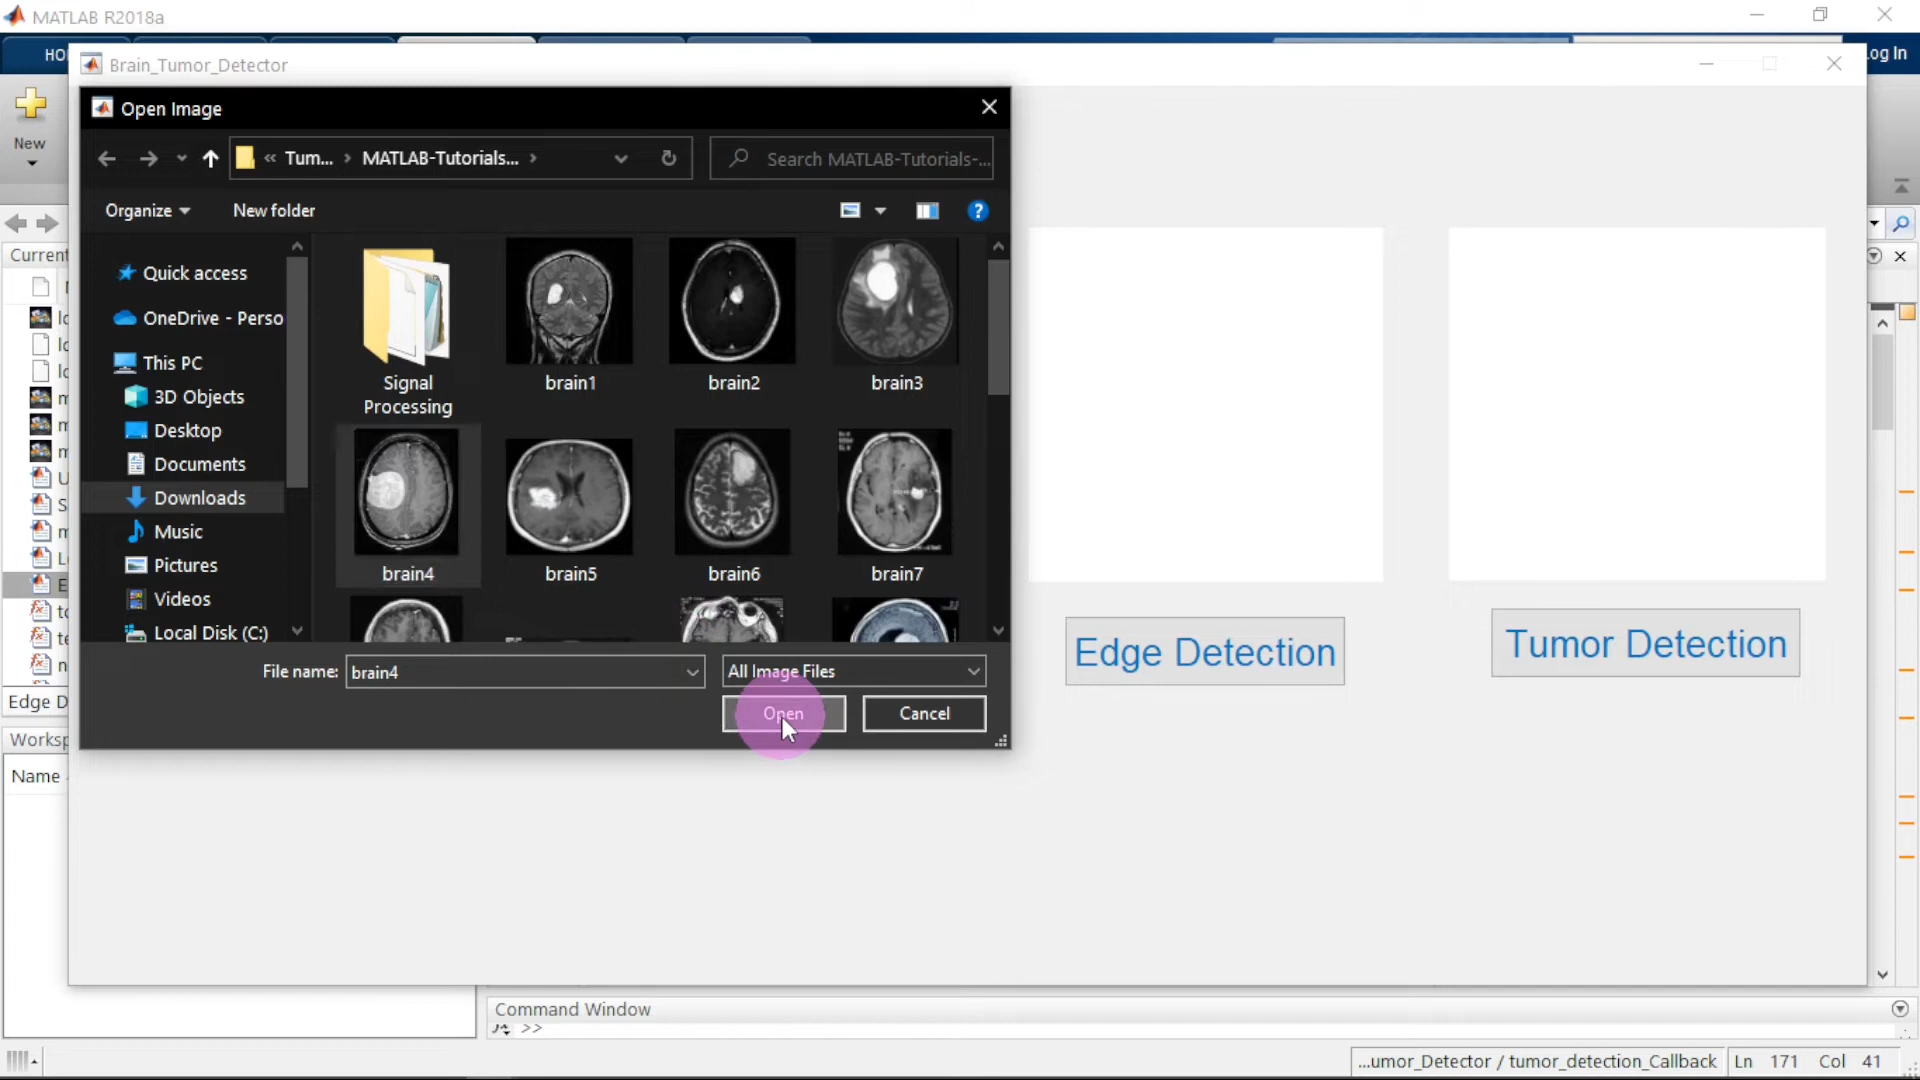 MATLAB R2018a
Log In
Brain_Tumor_Detector
Open Image
New
« Tum... > MATLAB-Tutorials... >
Search MATLAB-Tutorials-...
Organize
New folder
Current
Quick access
OneDrive - Perso
This PC
3D Objects
Desktop
Documents
Downloads
Music
Pictures
Videos
Local Disk (C:)
Signal
Processing
brain1
brain2
brain3
brain4
brain5
brain6
brain7
File name: brain4
All Image Files
Open
Cancel
Edge Detection
Tumor Detection
Edge D
Worksp
Name
Command Window
>>
...umor_Detector / tumor_detection_Callback
Ln 171 Col 41